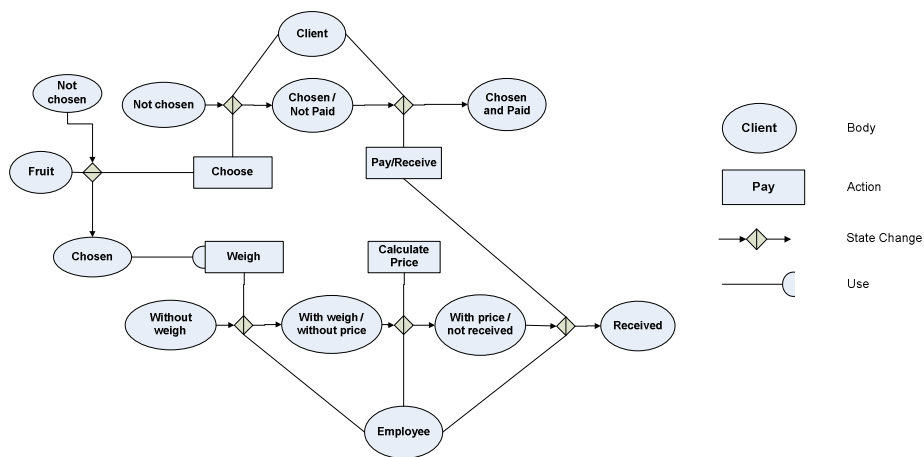 Client
Not
chosen
Not chosen
Chosen /
Not Paid
Chosen
and Paid
Fruit
Choose
Pay/Receive
Chosen
Weigh
Calculate
Price
Without
weigh
With weigh /
without price
With price /
not received
Received
Employee
Client
Body
Pay
Action
State Change
Use